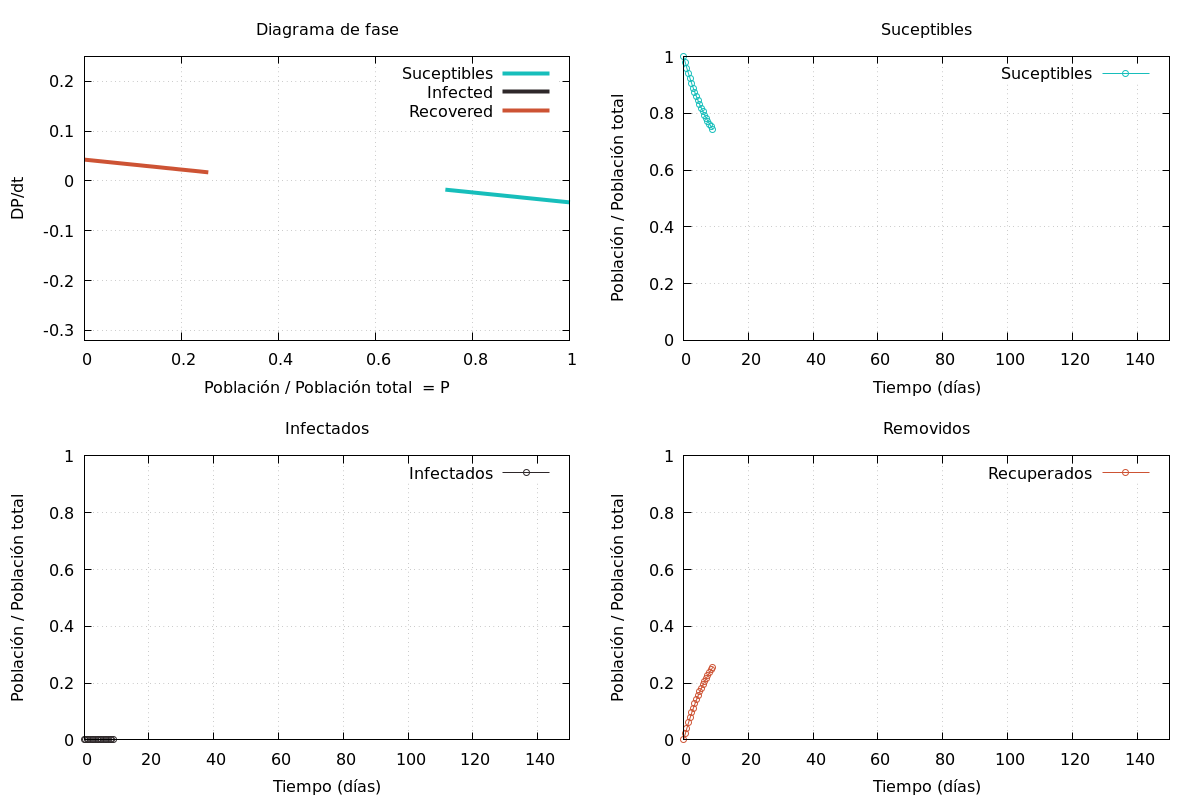 Diagrama de fase
Suceptibles
Infected
Recovered
0.2
0.1
0
-0.1
-0.2
-0.3
DP/dt
0 0.2 0.4 0.6 0.8 1
Población / Población total = P
Suceptibles
Suceptibles
1
0.8
0.6
0.4
0.2
0
Población / Población total
0 20 40 60 80 100 120 140
Tiempo (días)
Infectados
Infectados
1
0.8
0.6
0.4
0.2
0
Población / Población total
0 20 40 60 80 100 120 140
Tiempo (días)
Removidos
Recuperados
1
0.8
0.6
0.4
0.2
0
Población / Población total
0 20 40 60 80 100 120 140
Tiempo (días)